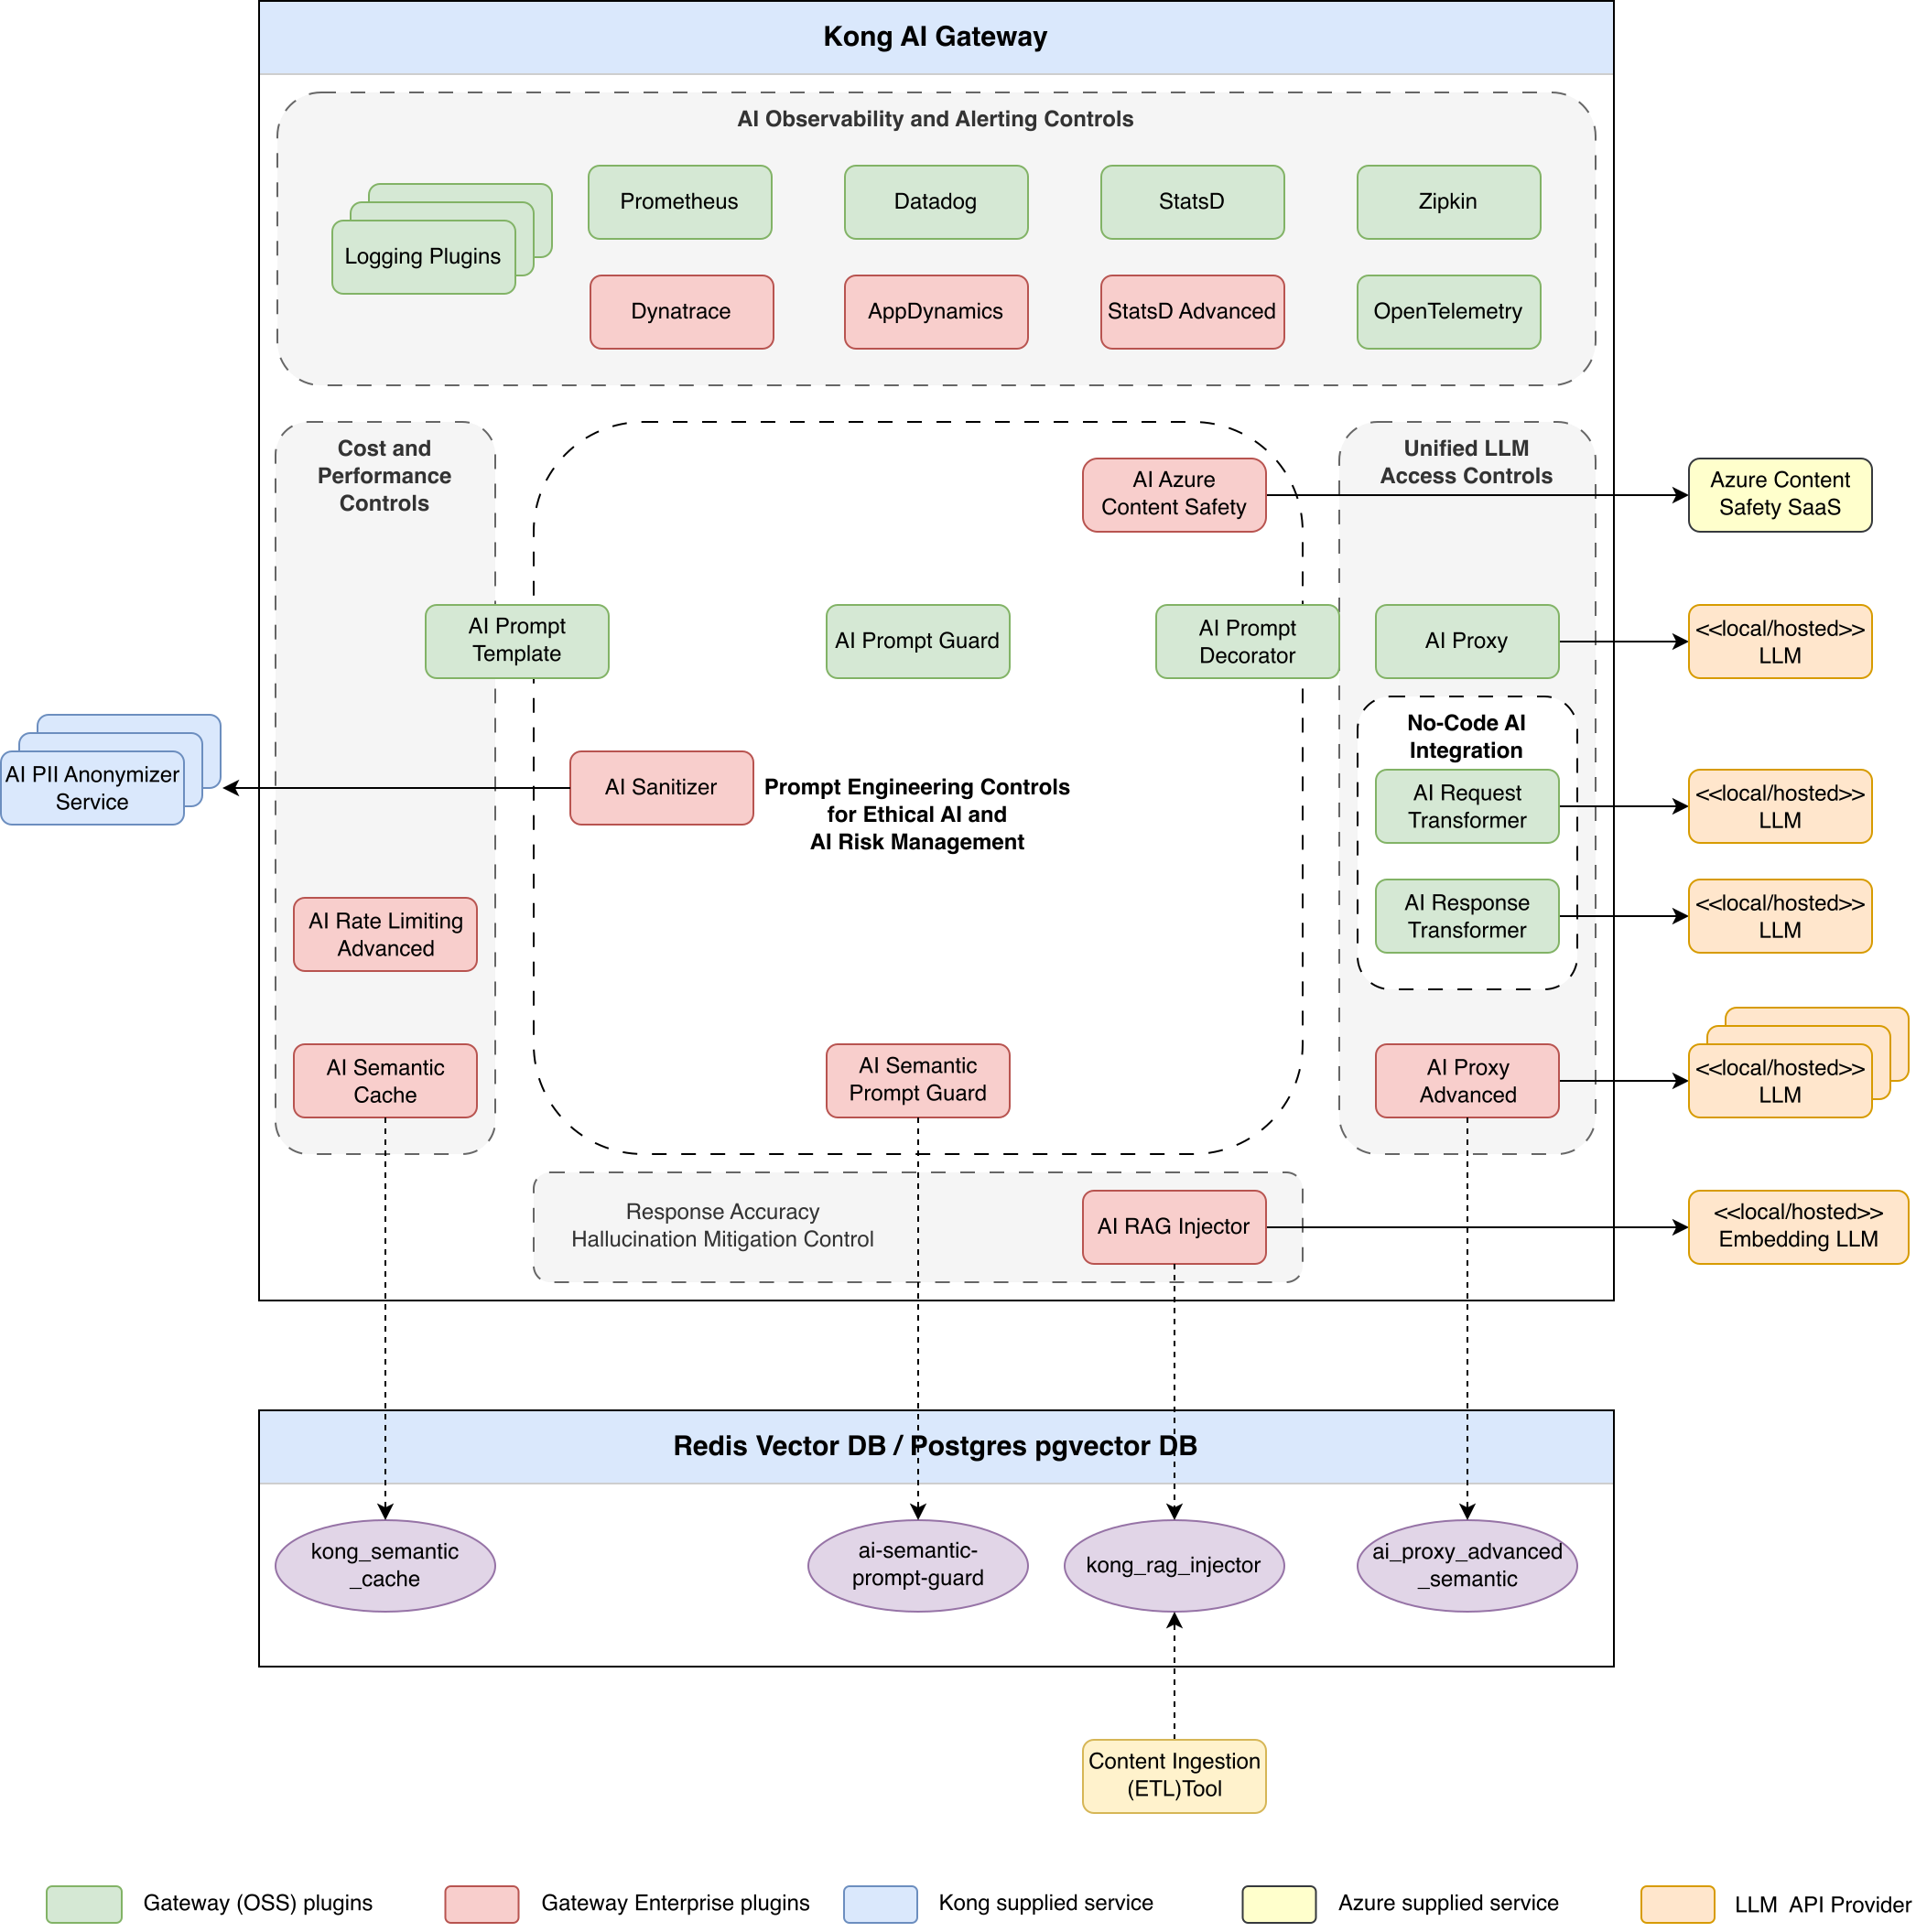 Kong AI Gateway
AI Observability and Alerting Controls
Prometheus
Datadog
StatsD
Zipkin
Logging Plugins
Dynatrace
AppDynamics
StatsD Advanced
OpenTelemetry
Cost and
Performance
Controls
AI Azure
Content Safety
Unified LLM
Access Controls
Azure Content
Safety SaaS
AI Prompt
Template
AI Prompt Guard
AI Prompt
Decorator
AI Proxy
<<local/hosted>>
LLM
No-Code AI
Integration
AI PII Anonymizer
Service
AI Sanitizer
Prompt Engineering Controls
for Ethical AI and
AI Risk Management
AI Request
Transformer
<<local/hosted>>
LLM
AI Rate Limiting
Advanced
AI Response
Transformer
<<local/hosted>>
LLM
AI Semantic
Cache
AI Semantic
Prompt Guard
AI Proxy
Advanced
<<local/hosted>>
LLM
Response Accuracy
Hallucination Mitigation Control
AI RAG Injector
<<local/hosted>>
Embedding LLM
Redis Vector DB / Postgres pgvector DB
kong_semantic
_cache
ai-semantic-
prompt-guard
kong_rag_injector
ai_proxy_advanced
_semantic
Content Ingestion
(ETL)Tool
Gateway (OSS) plugins
Gateway Enterprise plugins
Kong supplied service
Azure supplied service
LLM API Provider